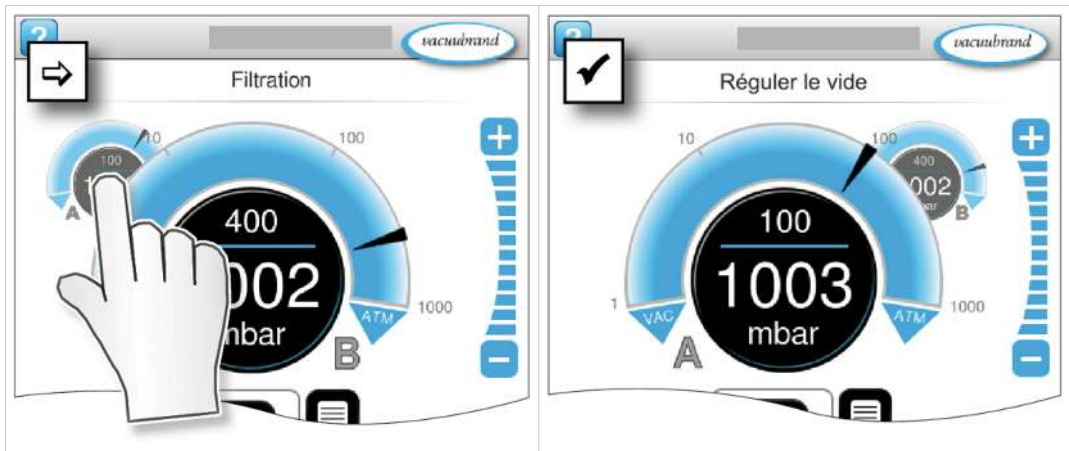 ?
vacuubrand
Filtration
10
100
100
A
400
002
mbar
1000
ATM
B
+
−
?
vacuubrand
Réguler le vide
10
100
400
002
B
100
1003
mbar
1
1000
VAC
ATM
A
+
−